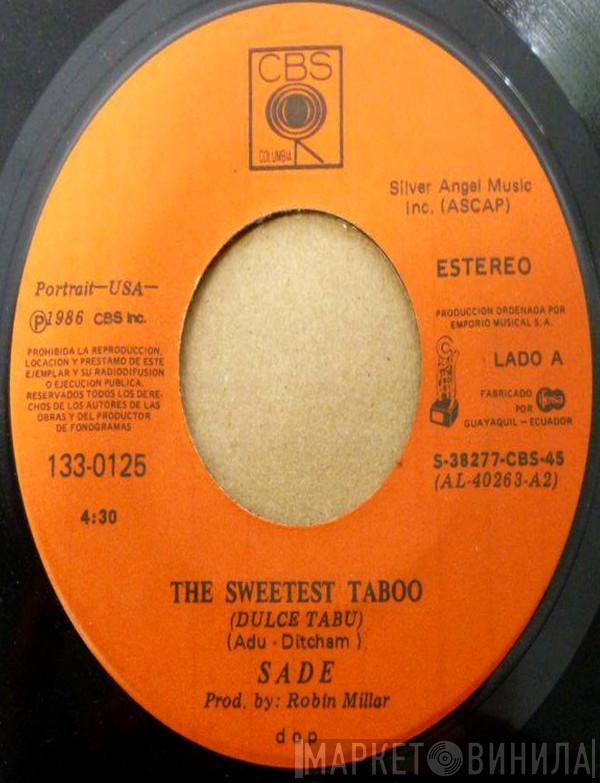 CBS
COLUMBIA
Silver Angel Music
Inc. (ASCAP)
ESTEREO
PRODUCCION ORDENADA POR
EMPORIO MUSICAL S. A.
LADO A
FABRICADO
POR
GUAYAQUIL - ECUADOR
S-38277-CBS-45
(AL-40263-A2)
Portrait—USA—
Ⓟ1986 CBS Inc.
PROHIBIDA LA REPRODUCCION,
LOCACION Y PRESTAMO DE ESTE
EJEMPLAR Y SU RADIODIFUSION
O EJECUCION PUBLICA.
RESERVADOS TODOS LOS DERE-
CHOS DE LOS AUTORES DE LAS
OBRAS Y DEL PRODUCTOR
DE FONOGRAMAS
133-0125
4:30
THE SWEETEST TABOO
(DULCE TABU)
(Adu - Ditcham)
SADE
Prod. by: Robin Millar
d o p
МАРКЕТ ВИНИЛА